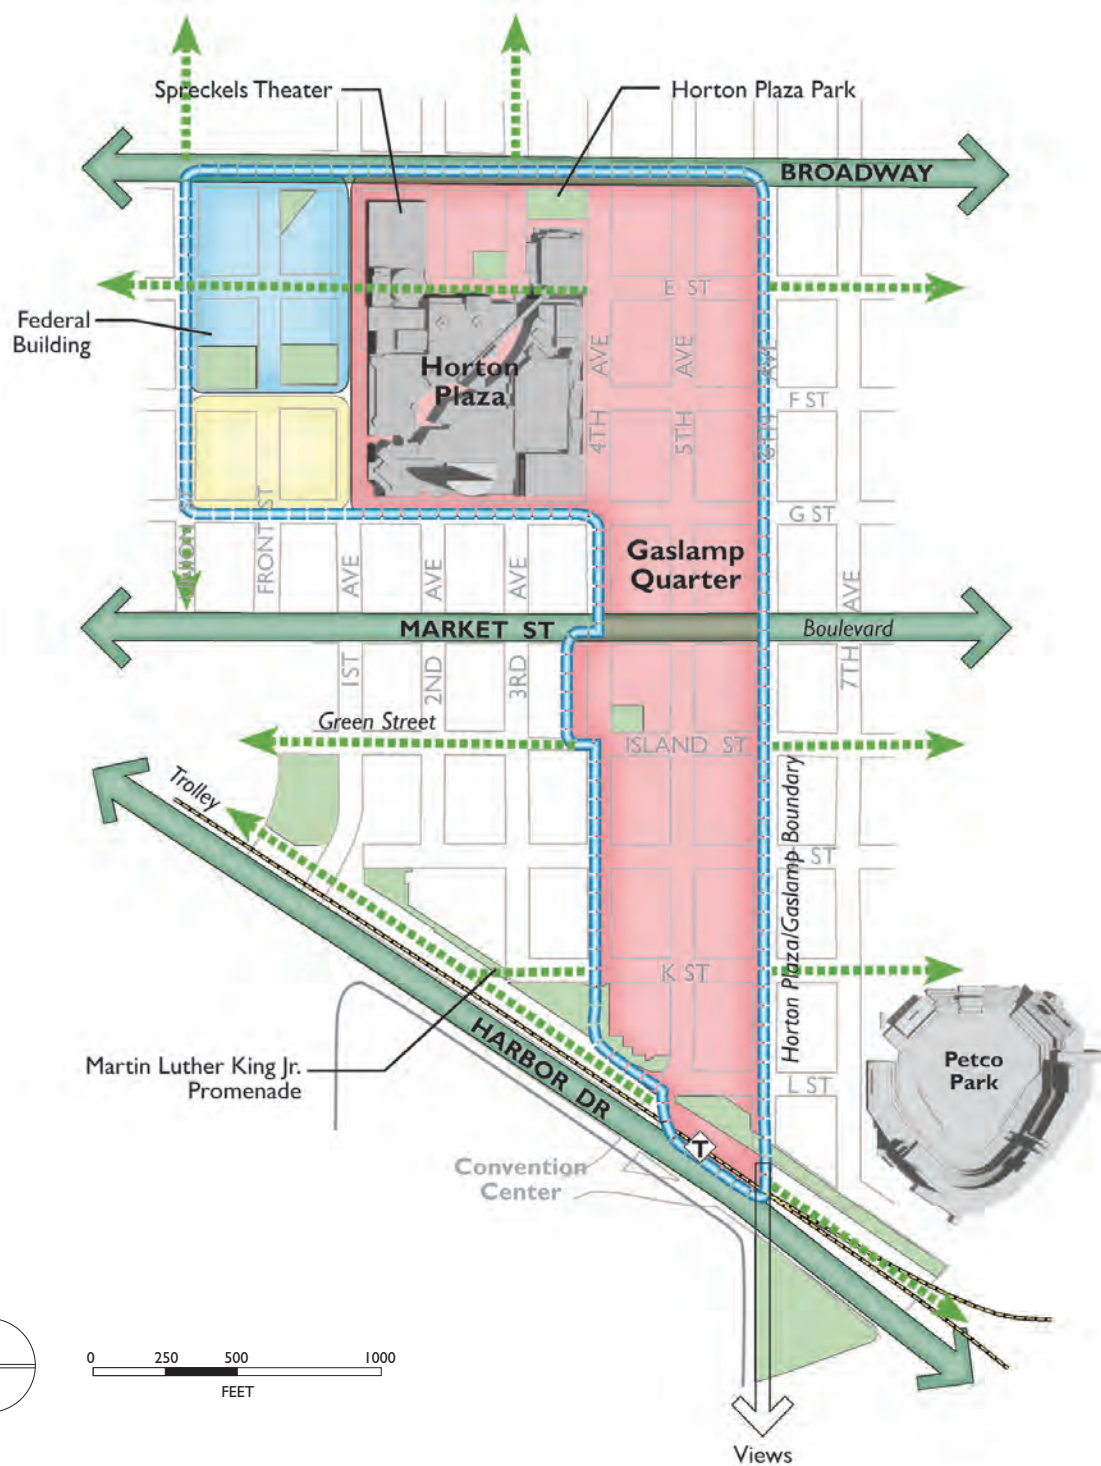 Spreckels Theater
Horton Plaza Park
BROADWAY
E ST
Federal
Building
Horton
Plaza
4TH AVE
5TH AVE
6TH AVE
F ST
G ST
UNION
FRONT ST
Gaslamp
Quarter
1ST AVE
2ND AVE
3RD AVE
7TH AVE
MARKET ST
Boulevard
Green Street
ISLAND ST
Trolley
Horton Plaza/Gaslamp Boundary
ST
K ST
HARBOR DR
Petco
Park
Martin Luther King Jr.
Promenade
L ST
T
Convention
Center
0 250 500 1000
FEET
Views